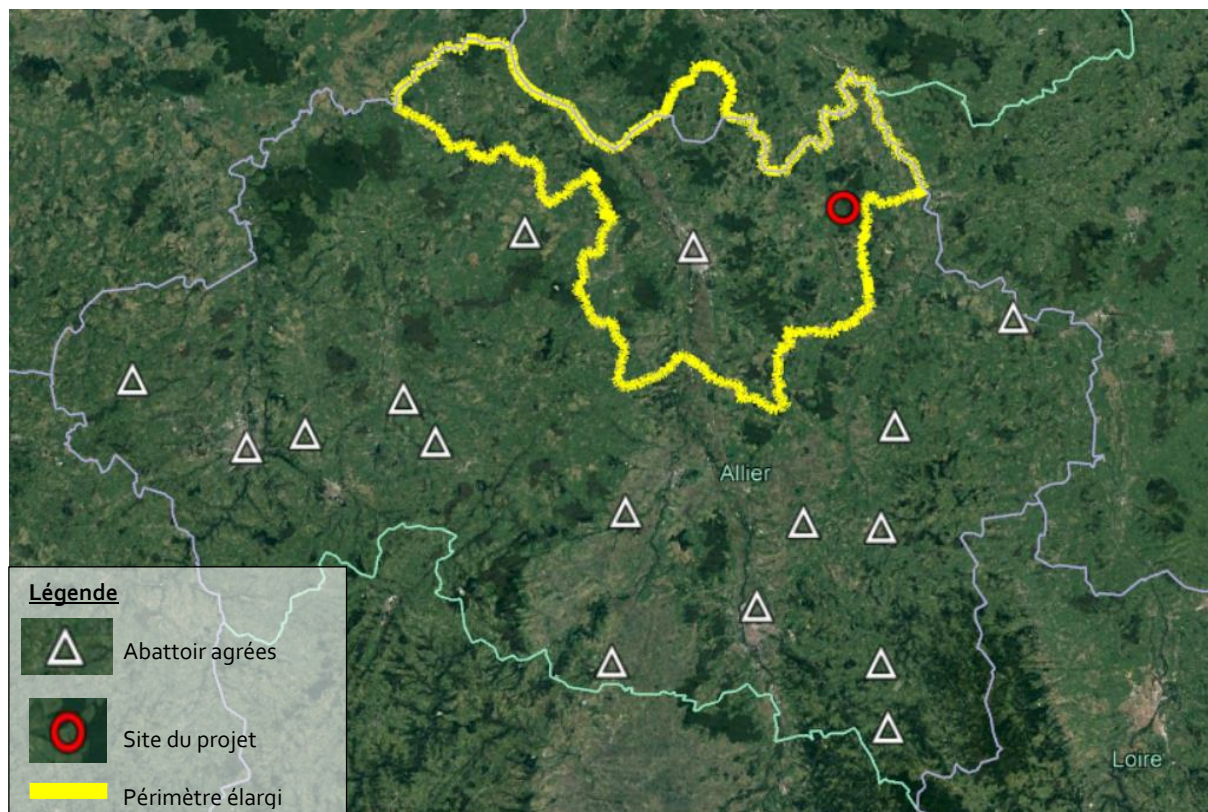 Allier
Légende
Abattoir agrées
Site du projet
Périmètre élargi
Loire